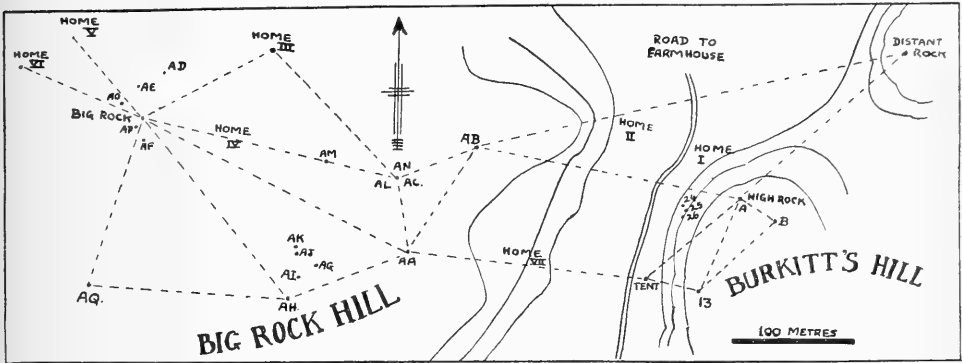 HOME
V
HOME
VI
HOME
III
AD
AE
AO
BIG ROCK
AP
AF
HOME
IV
AM
AN
AL
AC.
AB
ROAD TO
FARMHOUSE
HOME
II
HOME
I
DISTANT
ROCK
HIGH ROCK
24
25
26
A
B
AK
AJ
AG
AI
AH.
AA
AQ.
HOME
VII
TENT
13
BIG ROCK HILL
BURKITT'S HILL
100 METRES